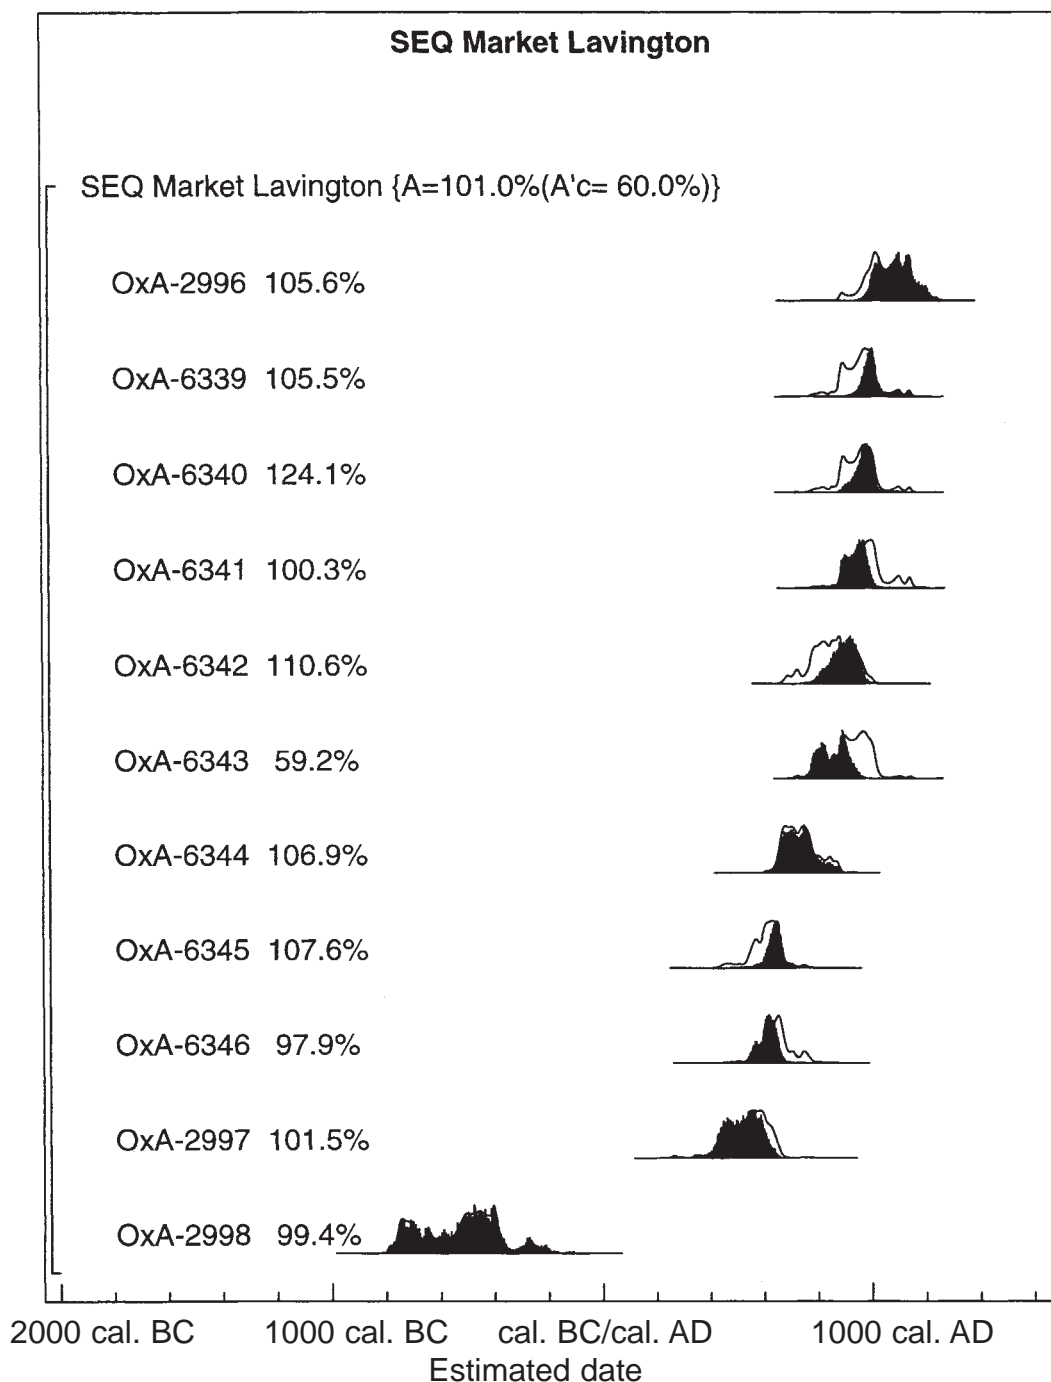 SEQ Market Lavington
SEQ Market Lavington {A=101.0%(A'c= 60.0%)}
OxA-2996 105.6%
OxA-6339 105.5%
OxA-6340 124.1%
OxA-6341 100.3%
OxA-6342 110.6%
OxA-6343 59.2%
OxA-6344 106.9%
OxA-6345 107.6%
OxA-6346 97.9%
OxA-2997 101.5%
OxA-2998 99.4%
2000 cal. BC 1000 cal. BC cal. BC/cal. AD 1000 cal. AD
Estimated date